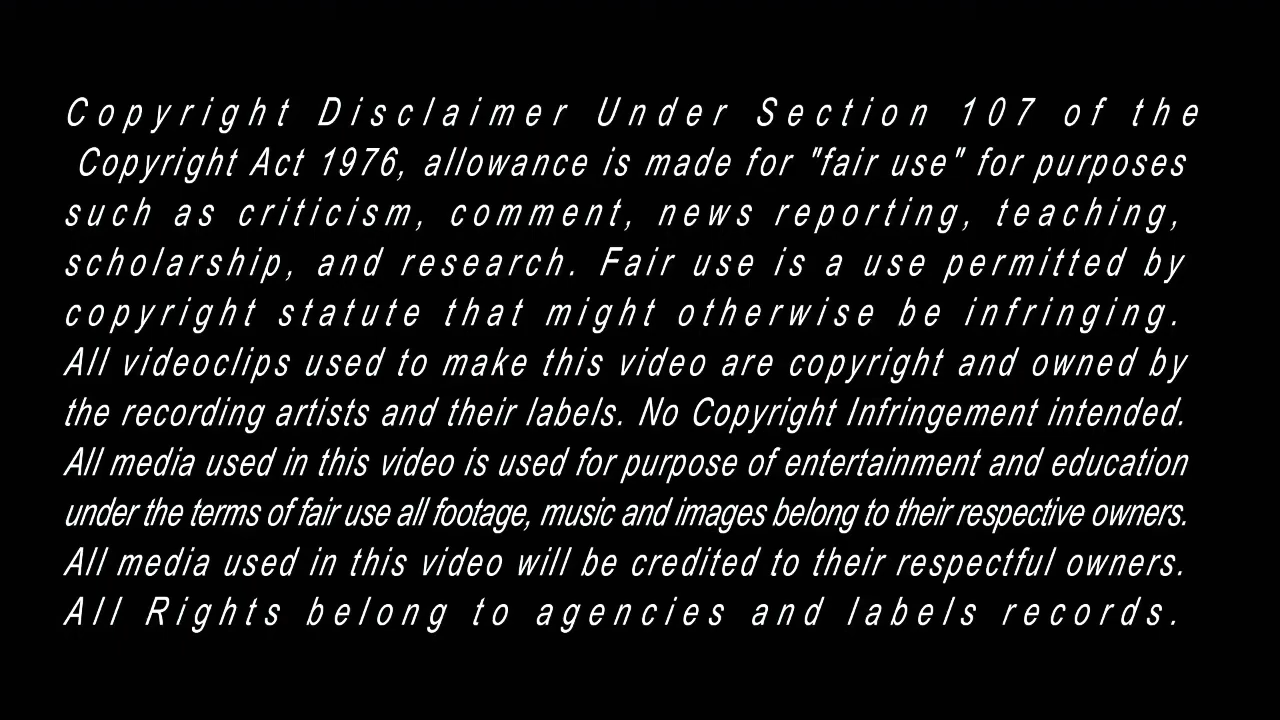 Copyright Disclaimer Under Section 107 of the
Copyright Act 1976, allowance is made for "fair use" for purposes
such as criticism, comment, news reporting, teaching,
scholarship, and research. Fair use is a use permitted by
copyright statute that might otherwise be infringing.
All videoclips used to make this video are copyright and owned by
the recording artists and their labels. No Copyright Infringement intended.
All media used in this video is used for purpose of entertainment and education
under the terms of fair use all footage, music and images belong to their respective owners.
All media used in this video will be credited to their respectful owners.
All Rights belong to agencies and labels records.